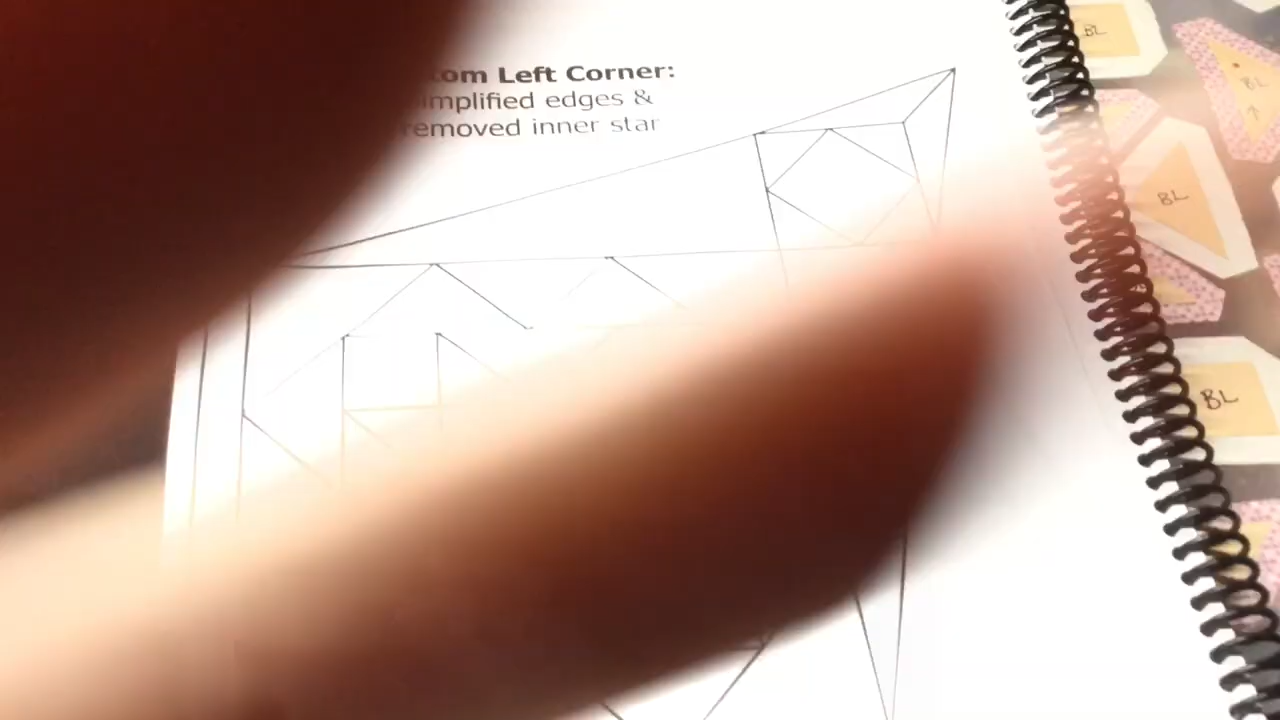 tom Left Corner:
implified edges &
removed inner star
BL
BL
BL
BL